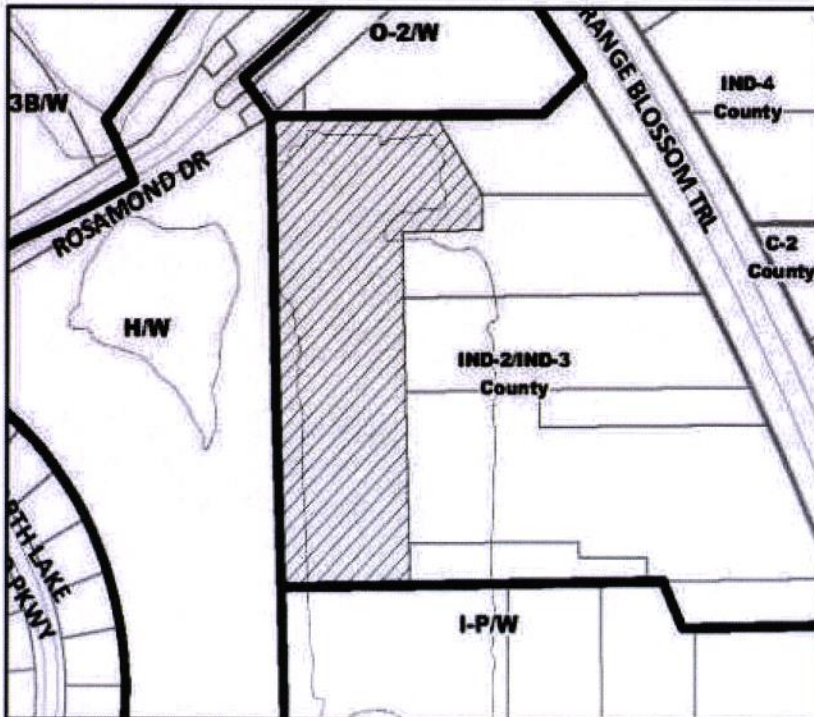 O-2/W
RANGE BLOSSOM TRL
IND-4
County
3B/W
ROSAMOND DR
C-2
County
H/W
IND-2/IND-3
County
RTH LAKE
PKWY
I-P/W